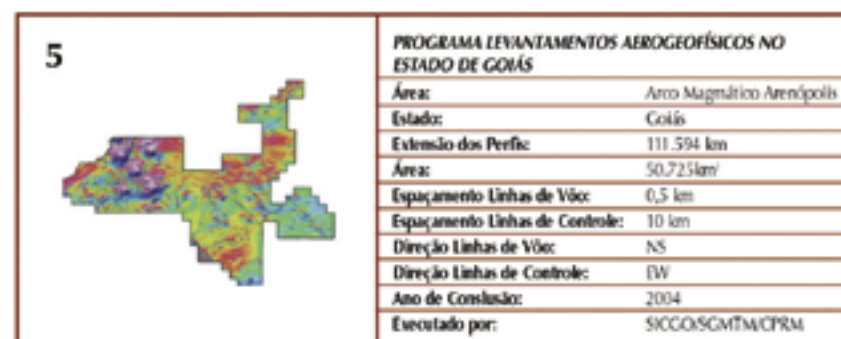 5
PROGRAMA LEVANTAMENTOS AEROGEOFÍSICOS NO
ESTADO DE GOIÁS
Área: Arco Magmático Arenópolis
Estado: Goiás
Extensão dos Perfis: 111.594 km
Área: 50.725km²
Espaçamento Linhas de Vôo: 0,5 km
Espaçamento Linhas de Controle: 10 km
Direção Linhas de Vôo: NS
Direção Linhas de Controle: EW
Ano de Conslusão: 2004
Executado por: SICGO/SGMTM/CPRM